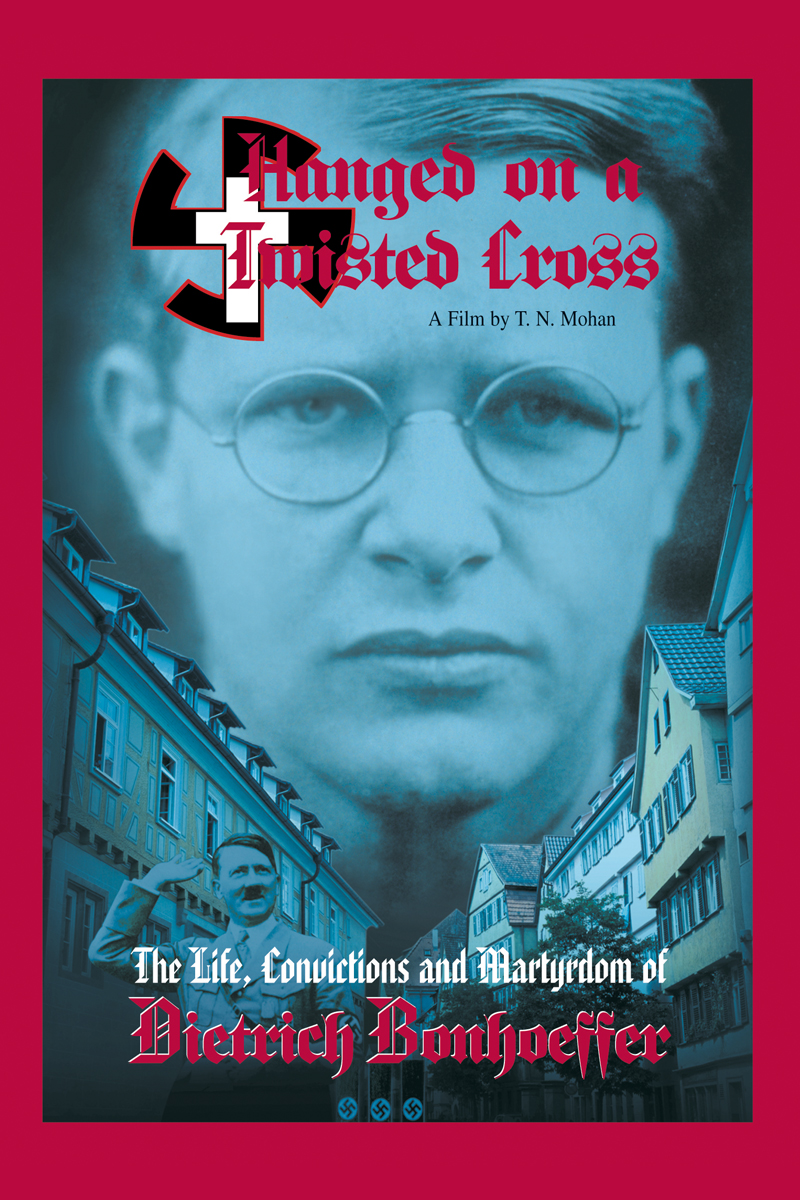 Hanged on a
Twisted Cross
A Film by T. N. Mohan
The Life, Convictions and Martyrdom of
Dietrich Bonhoeffer